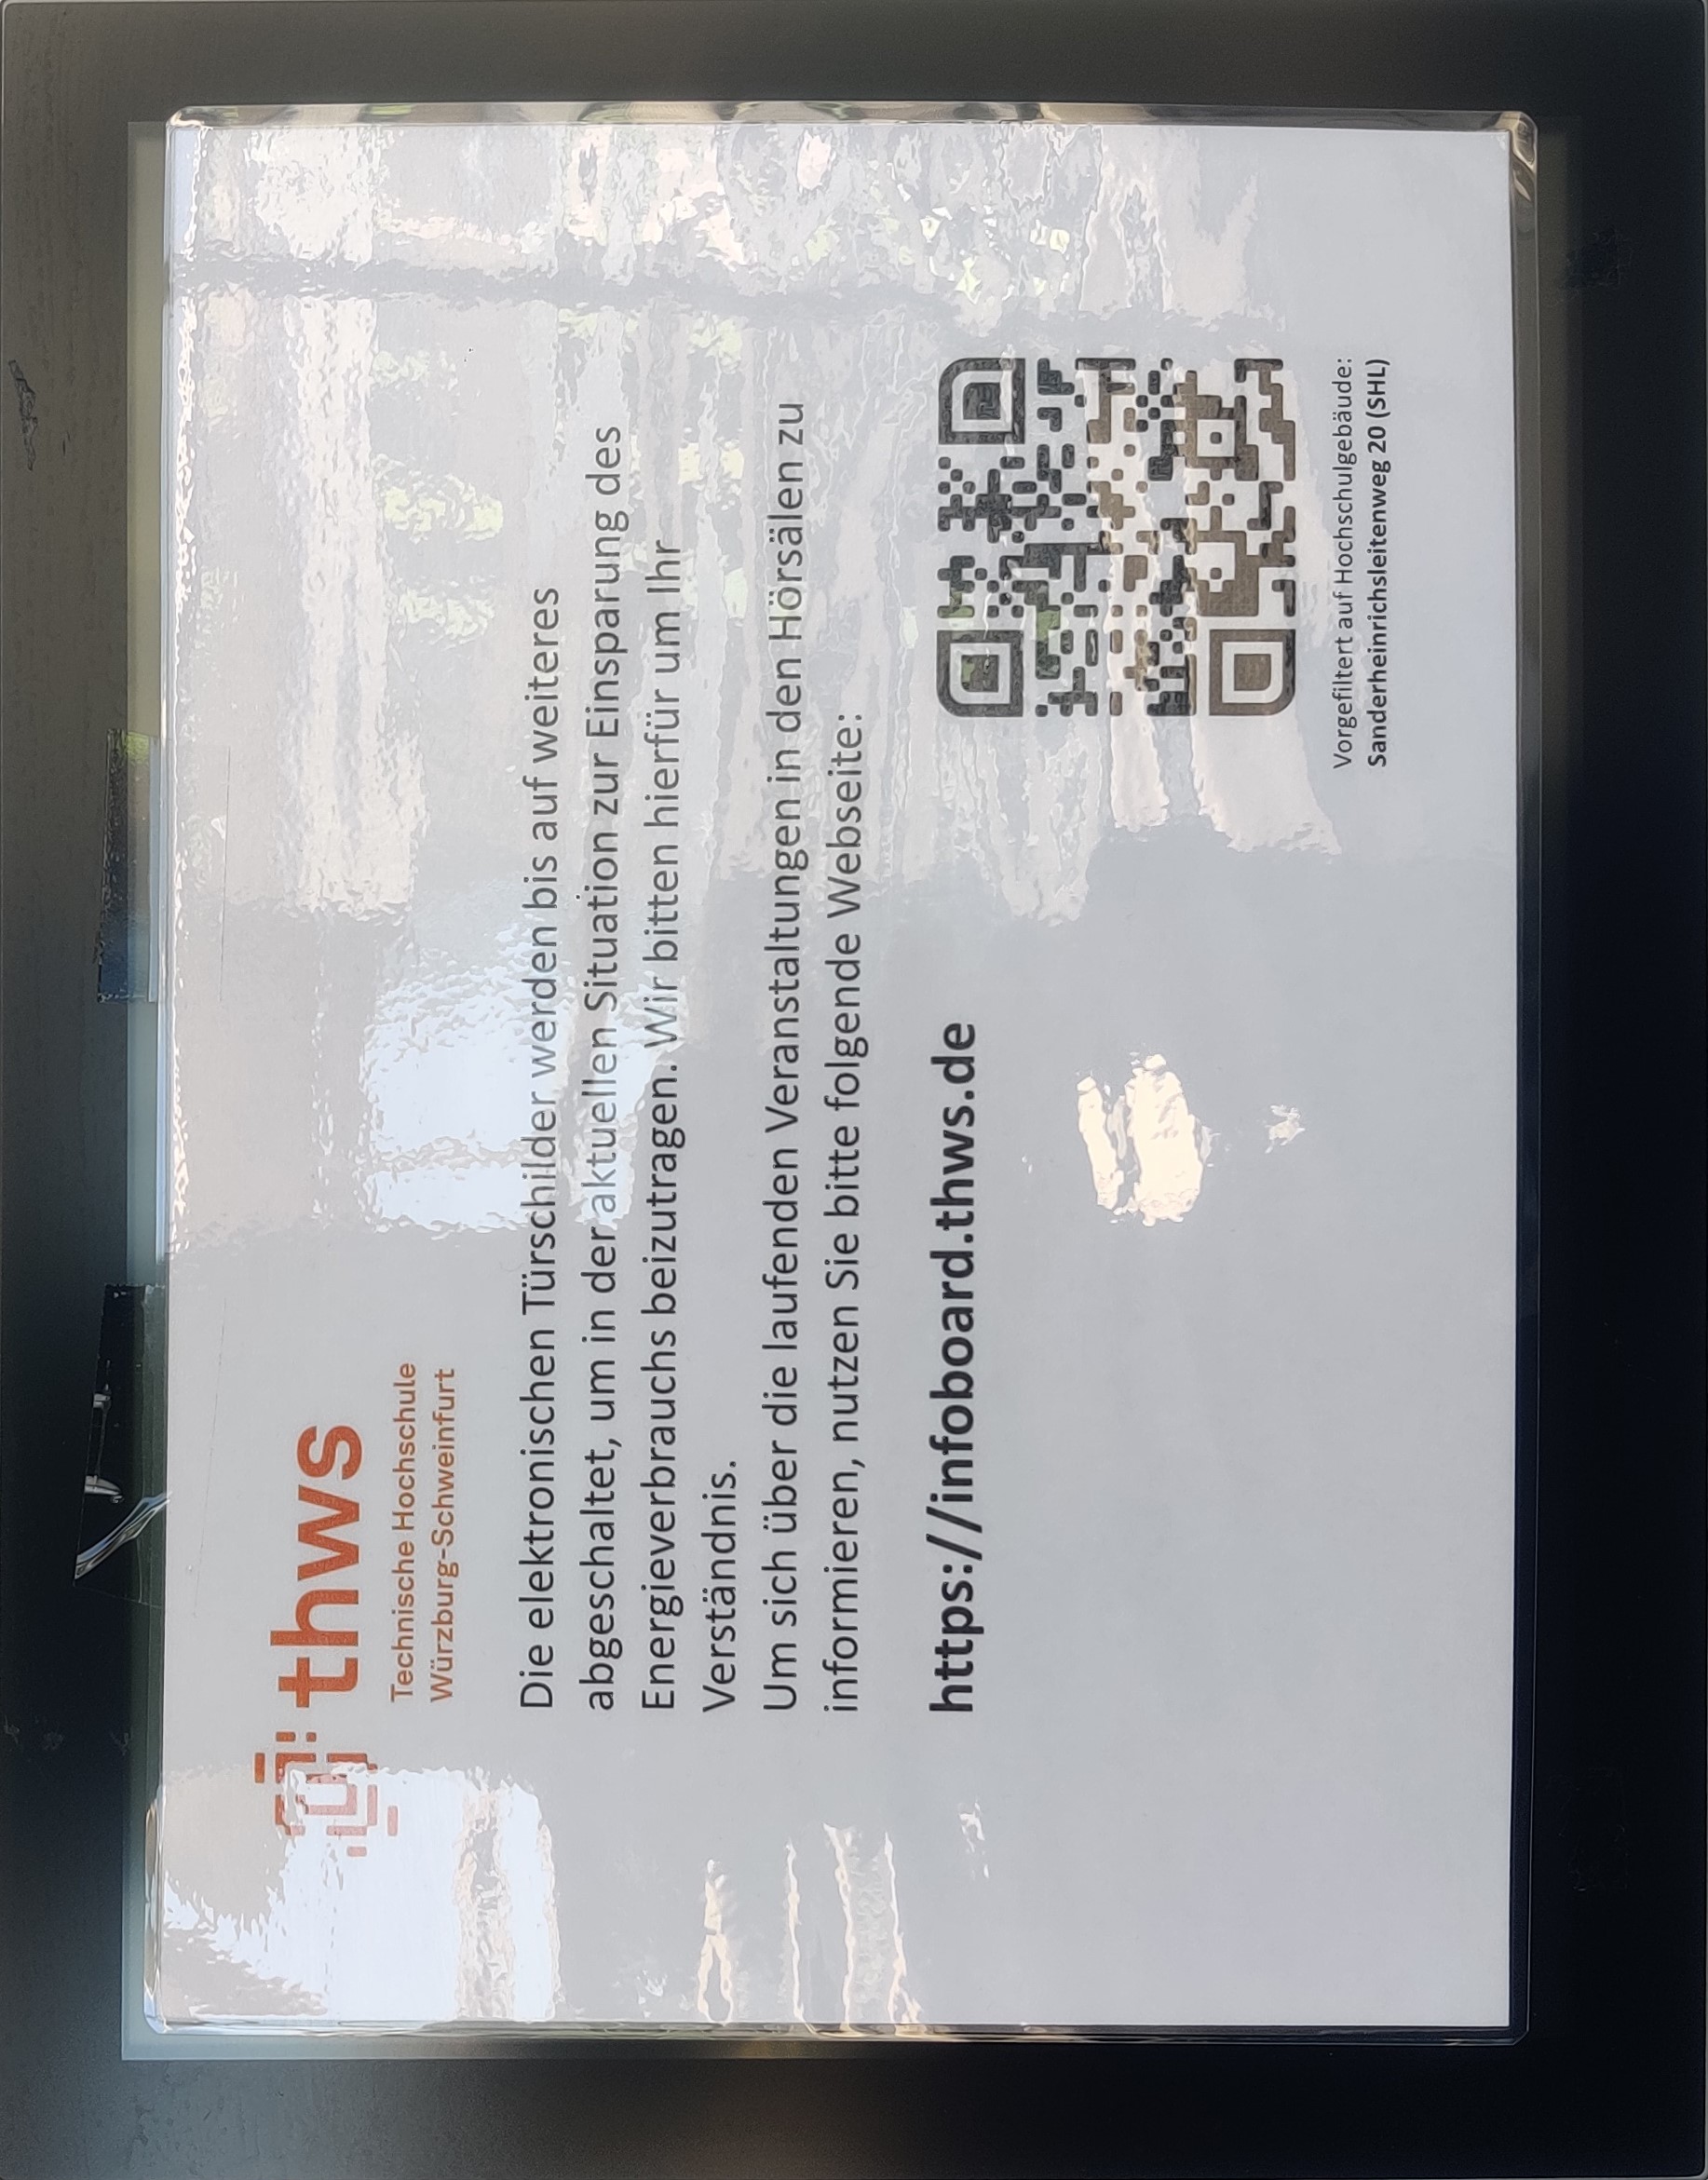 thws
Technische Hochschule
Würzburg-Schweinfurt
Die elektronischen Türschilder werden bis auf weiteres
abgeschaltet, um in der aktuellen Situation zur Einsparung des
Energieverbrauchs beizutragen. Wir bitten hierfür um Ihr
Verständnis.
Um sich über die laufenden Veranstaltungen in den Hörsälen zu
informieren, nutzen Sie bitte folgende Webseite:
https://infoboard.thws.de
Vorgefiltert auf Hochschulgebäude:
Sanderheinrichsleitenweg 20 (SHL)